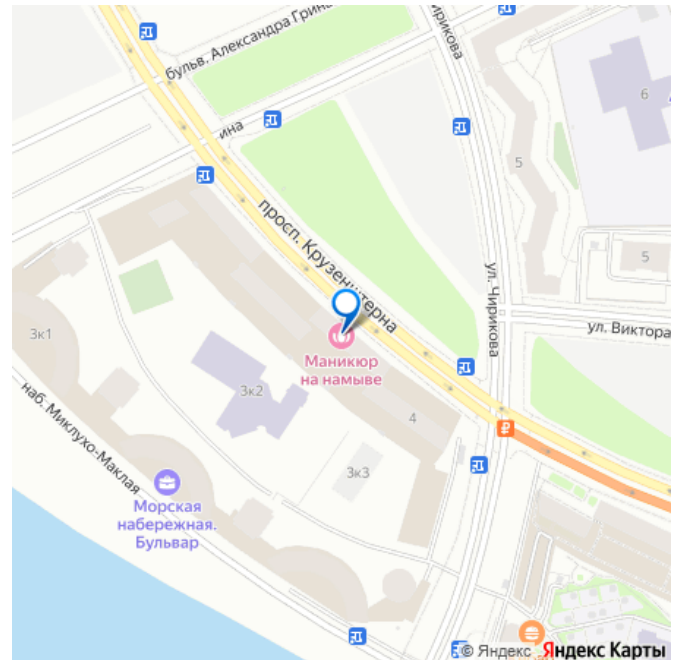 бульв. Александра Грина
ирикова
ина
6
5
просп. Крузенштерна
ул. Чирикова
5
ул. Виктора
3к1
Маникюр
на намыве
3к2
4
наб. Миклухо-Маклая
3к3
Морская
набережная.
Бульвар
© Яндекс Яндекс Карты